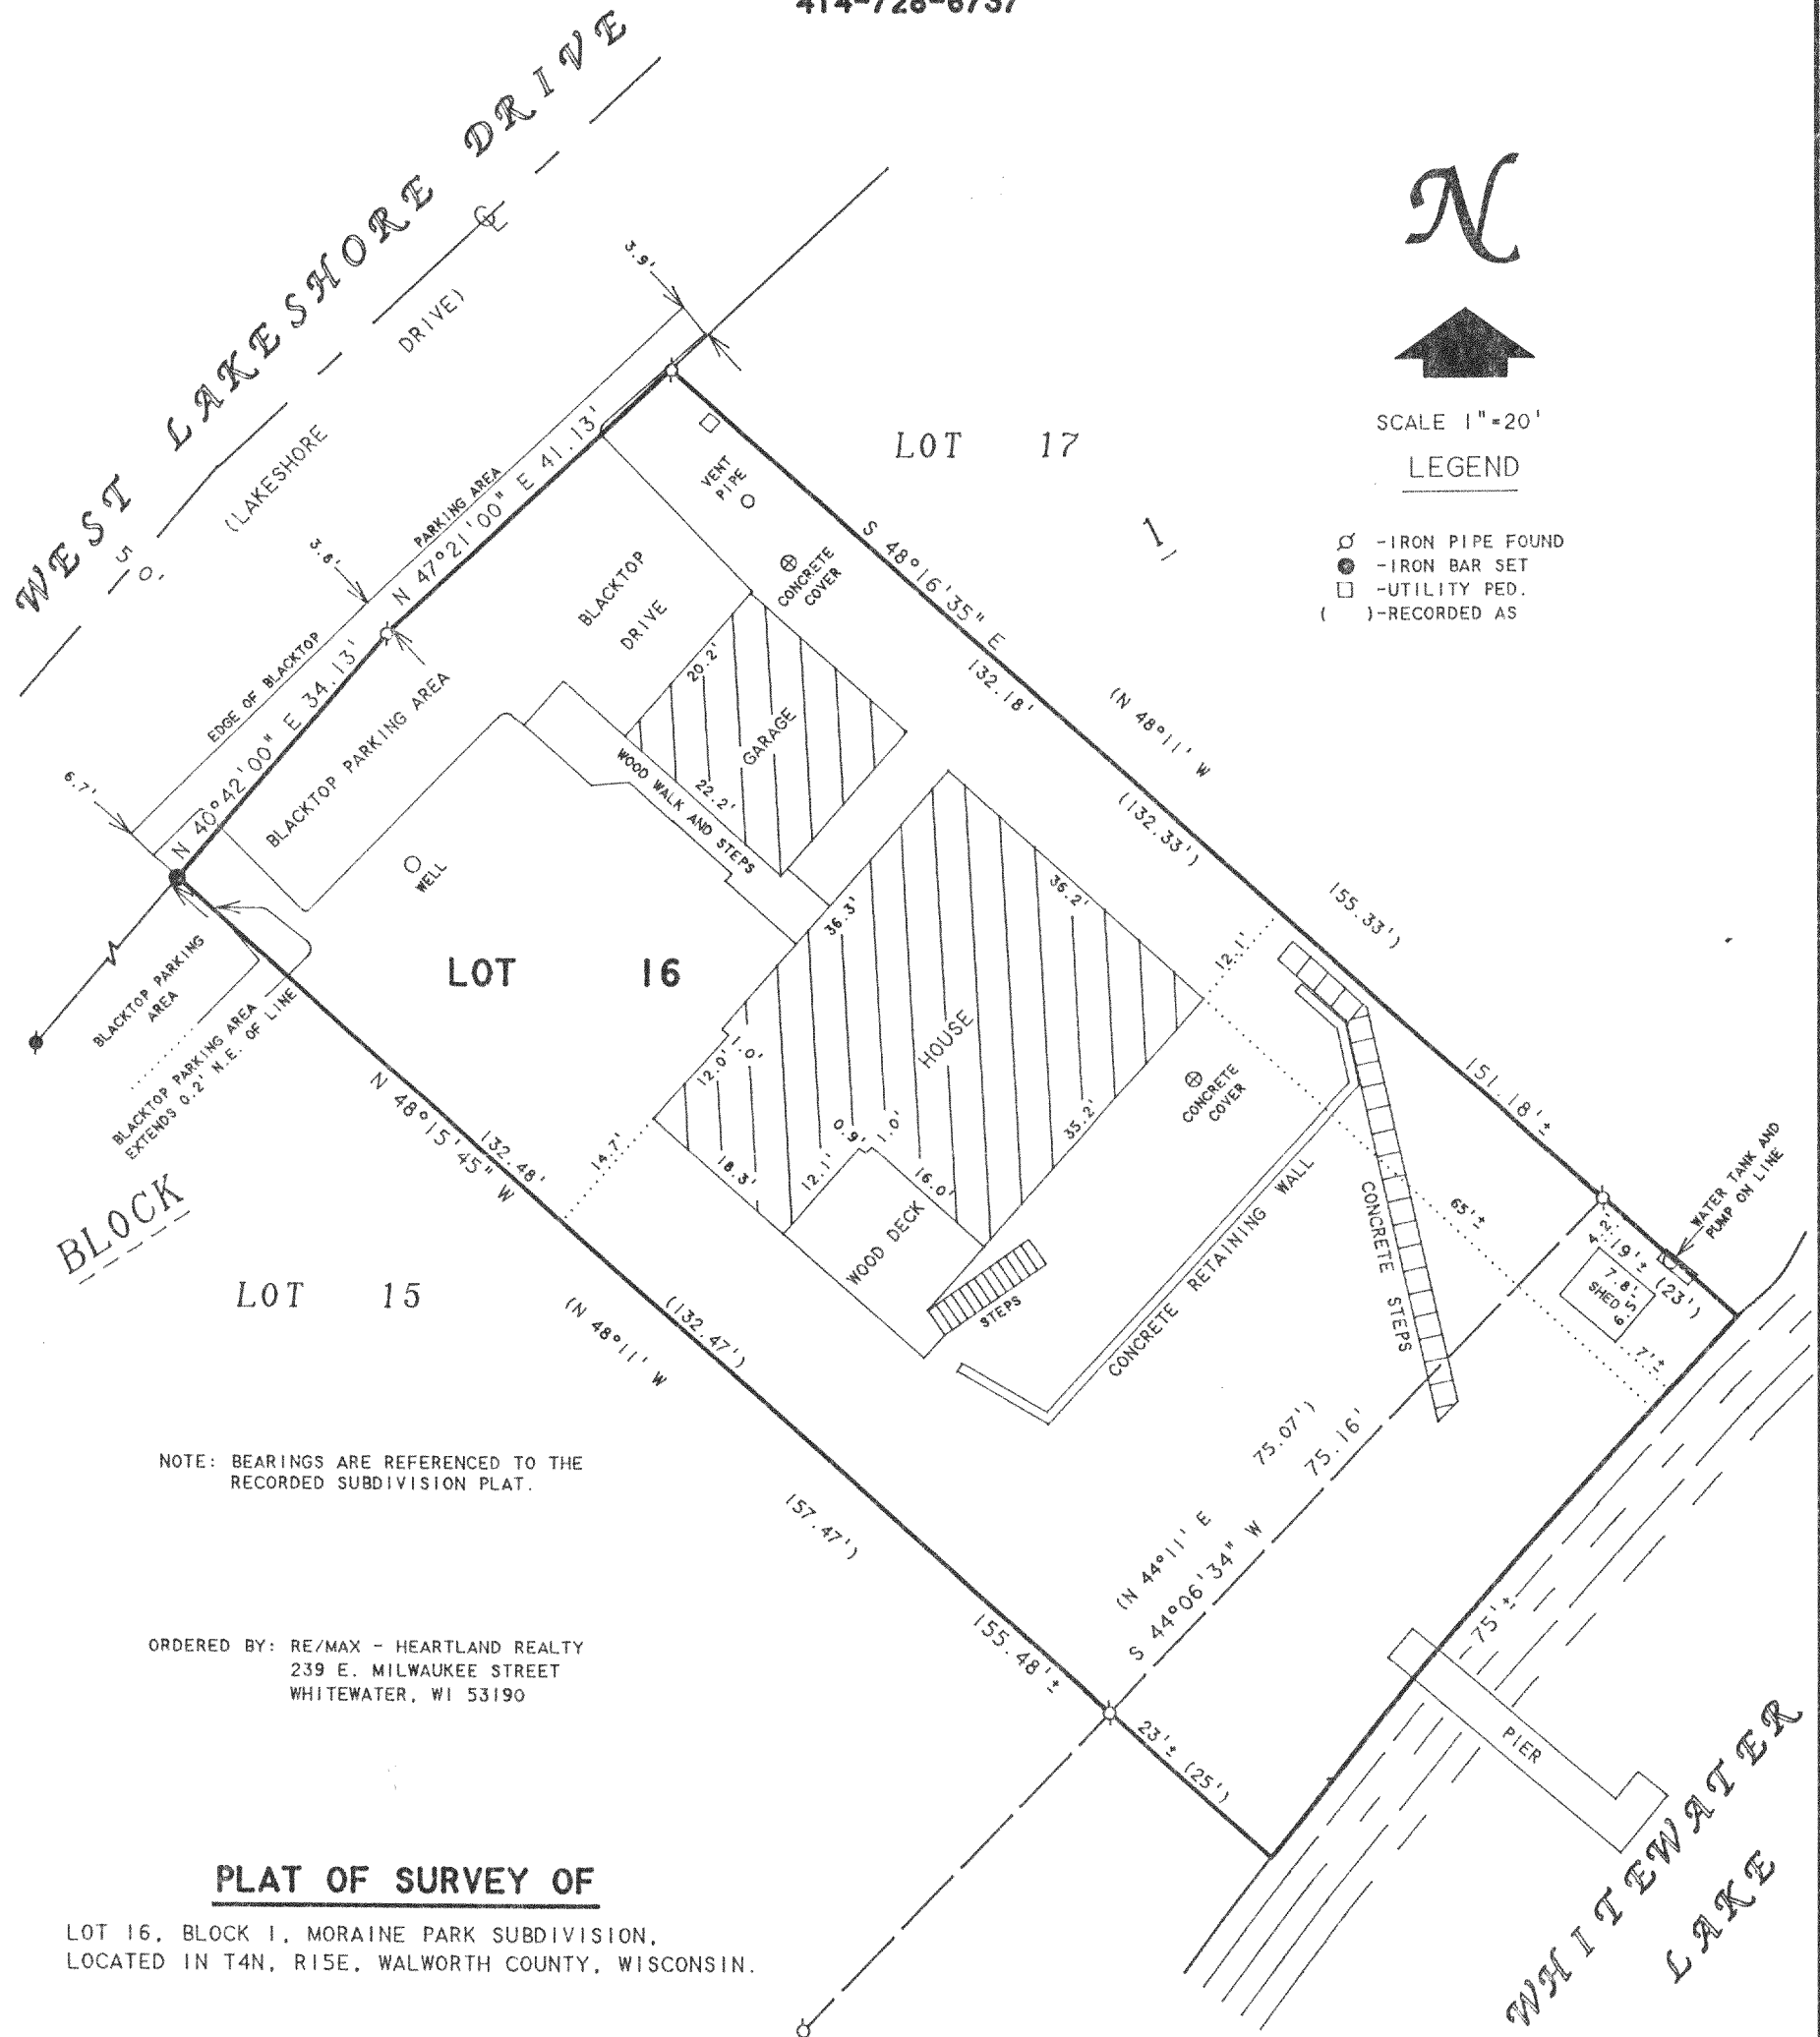 414-728-6737
WEST LAKESHORE DRIVE
50'
(LAKESHORE DRIVE)
N
SCALE 1"=20'
LEGEND
-IRON PIPE FOUND
-IRON BAR SET
-UTILITY PED.
( )-RECORDED AS
3.9'
3.6'
6.7'
PARKING AREA
EDGE OF BLACKTOP
N 47°21'00" E 41.13'
N 40°42'00" E 34.13'
BLACKTOP PARKING AREA
BLACKTOP
DRIVE
VENT
PIPE
CONCRETE
COVER
LOT 17
1,
S 48°16'35" E
132.18'
(N 48°11' W
(132.33')
155.33')
151.18'±
20.2'
GARAGE
22.2'
WOOD WALK AND STEPS
WELL
LOT 16
36.3'
36.2'
12.1'
HOUSE
1.0'
12.0'
18.3'
14.7'
0.9'
1.0'
12.1'
16.0'
35.2'
WOOD DECK
STEPS
CONCRETE
COVER
CONCRETE RETAINING WALL
CONCRETE STEPS
65'±
WATER TANK AND
PUMP ON LINE
4.2'
19'± (23')
7.8'
SHED
6.5'
7'±
BLACKTOP PARKING
AREA
BLACKTOP PARKING AREA
EXTENDS 0.2' N.E. OF LINE
N 48°15'45" W
132.48'
(N 48°11' W
(132.47')
157.47')
155.48'±
BLOCK
LOT 15
(N 44°11' E 75.07')
S 44°06'34" W 75.16'
23'± (25')
75'±
PIER
WHITEWATER
LAKE
NOTE: BEARINGS ARE REFERENCED TO THE
RECORDED SUBDIVISION PLAT.
ORDERED BY: RE/MAX - HEARTLAND REALTY
239 E. MILWAUKEE STREET
WHITEWATER, WI 53190
PLAT OF SURVEY OF
LOT 16, BLOCK 1, MORAINE PARK SUBDIVISION,
LOCATED IN T4N, R15E, WALWORTH COUNTY, WISCONSIN.